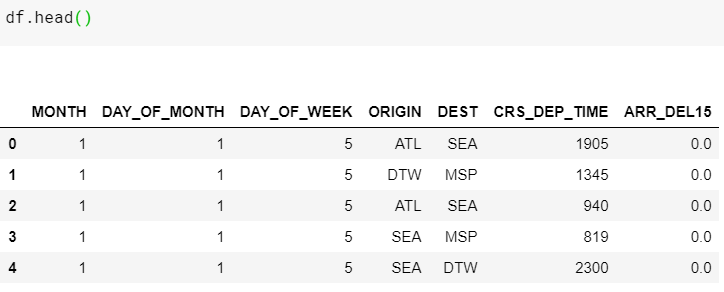 df.head()
MONTH DAY_OF_MONTH DAY_OF_WEEK ORIGIN DEST CRS_DEP_TIME ARR_DEL15
0 1 1 5 ATL SEA 1905 0.0
1 1 1 5 DTW MSP 1345 0.0
2 1 1 5 ATL SEA 940 0.0
3 1 1 5 SEA MSP 819 0.0
4 1 1 5 SEA DTW 2300 0.0